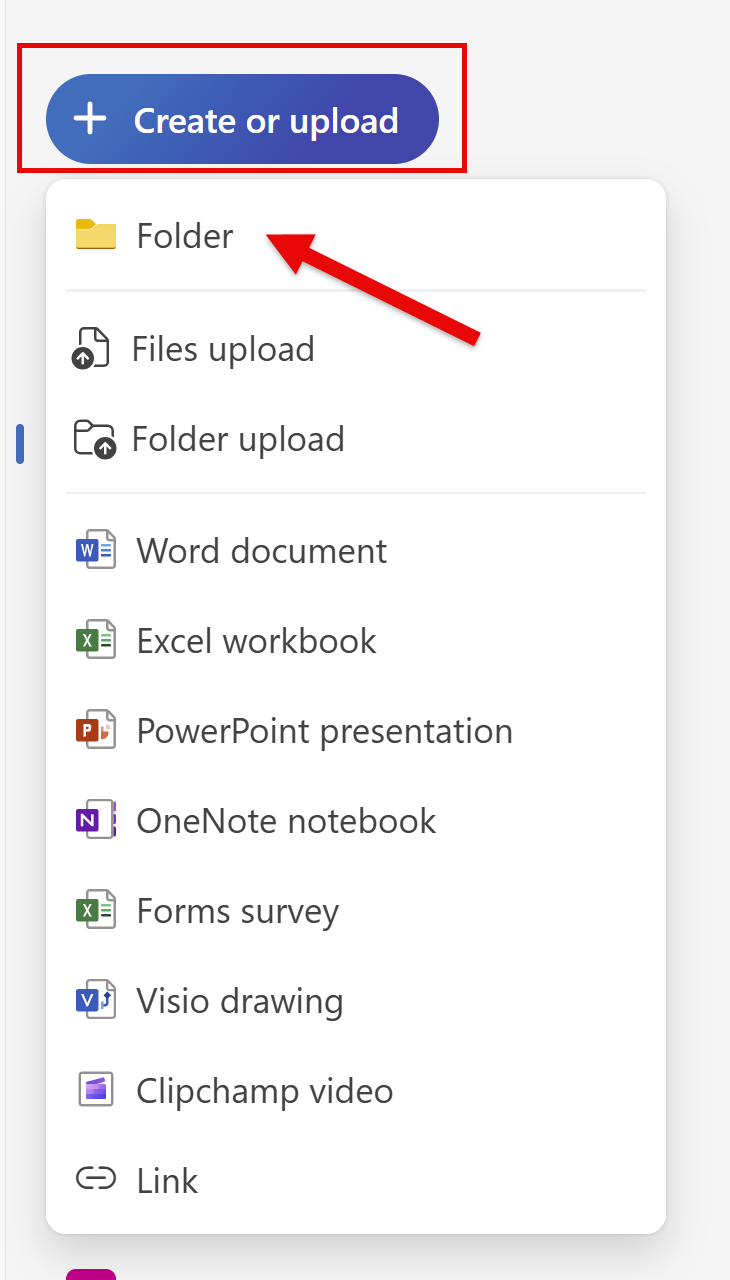 Create or upload
Folder
Files upload
Folder upload
Word document
Excel workbook
PowerPoint presentation
OneNote notebook
Forms survey
Visio drawing
Clipchamp video
Link